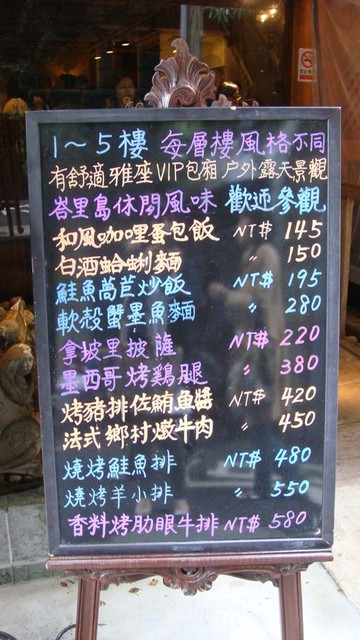 1～5樓 每層樓風格不同
有舒適雅座VIP包廂 戶外露天景觀
峇里島休閒風味 歡迎參觀
和風咖哩蛋包飯 NT$ 145
白酒蛤蜊麵 〃 150
鮭魚萵苣炒飯 NT$ 195
軟殼蟹墨魚麵 〃 280
拿坡里披薩 NT$ 220
墨西哥烤鷄腿 〃 380
烤豬排佐鯷魚醬 NT$ 420
法式鄉村燉牛肉 〃 450
燒烤鮭魚排 NT$ 480
燒烤羊小排 〃 550
香料烤肋眼牛排 NT$ 580